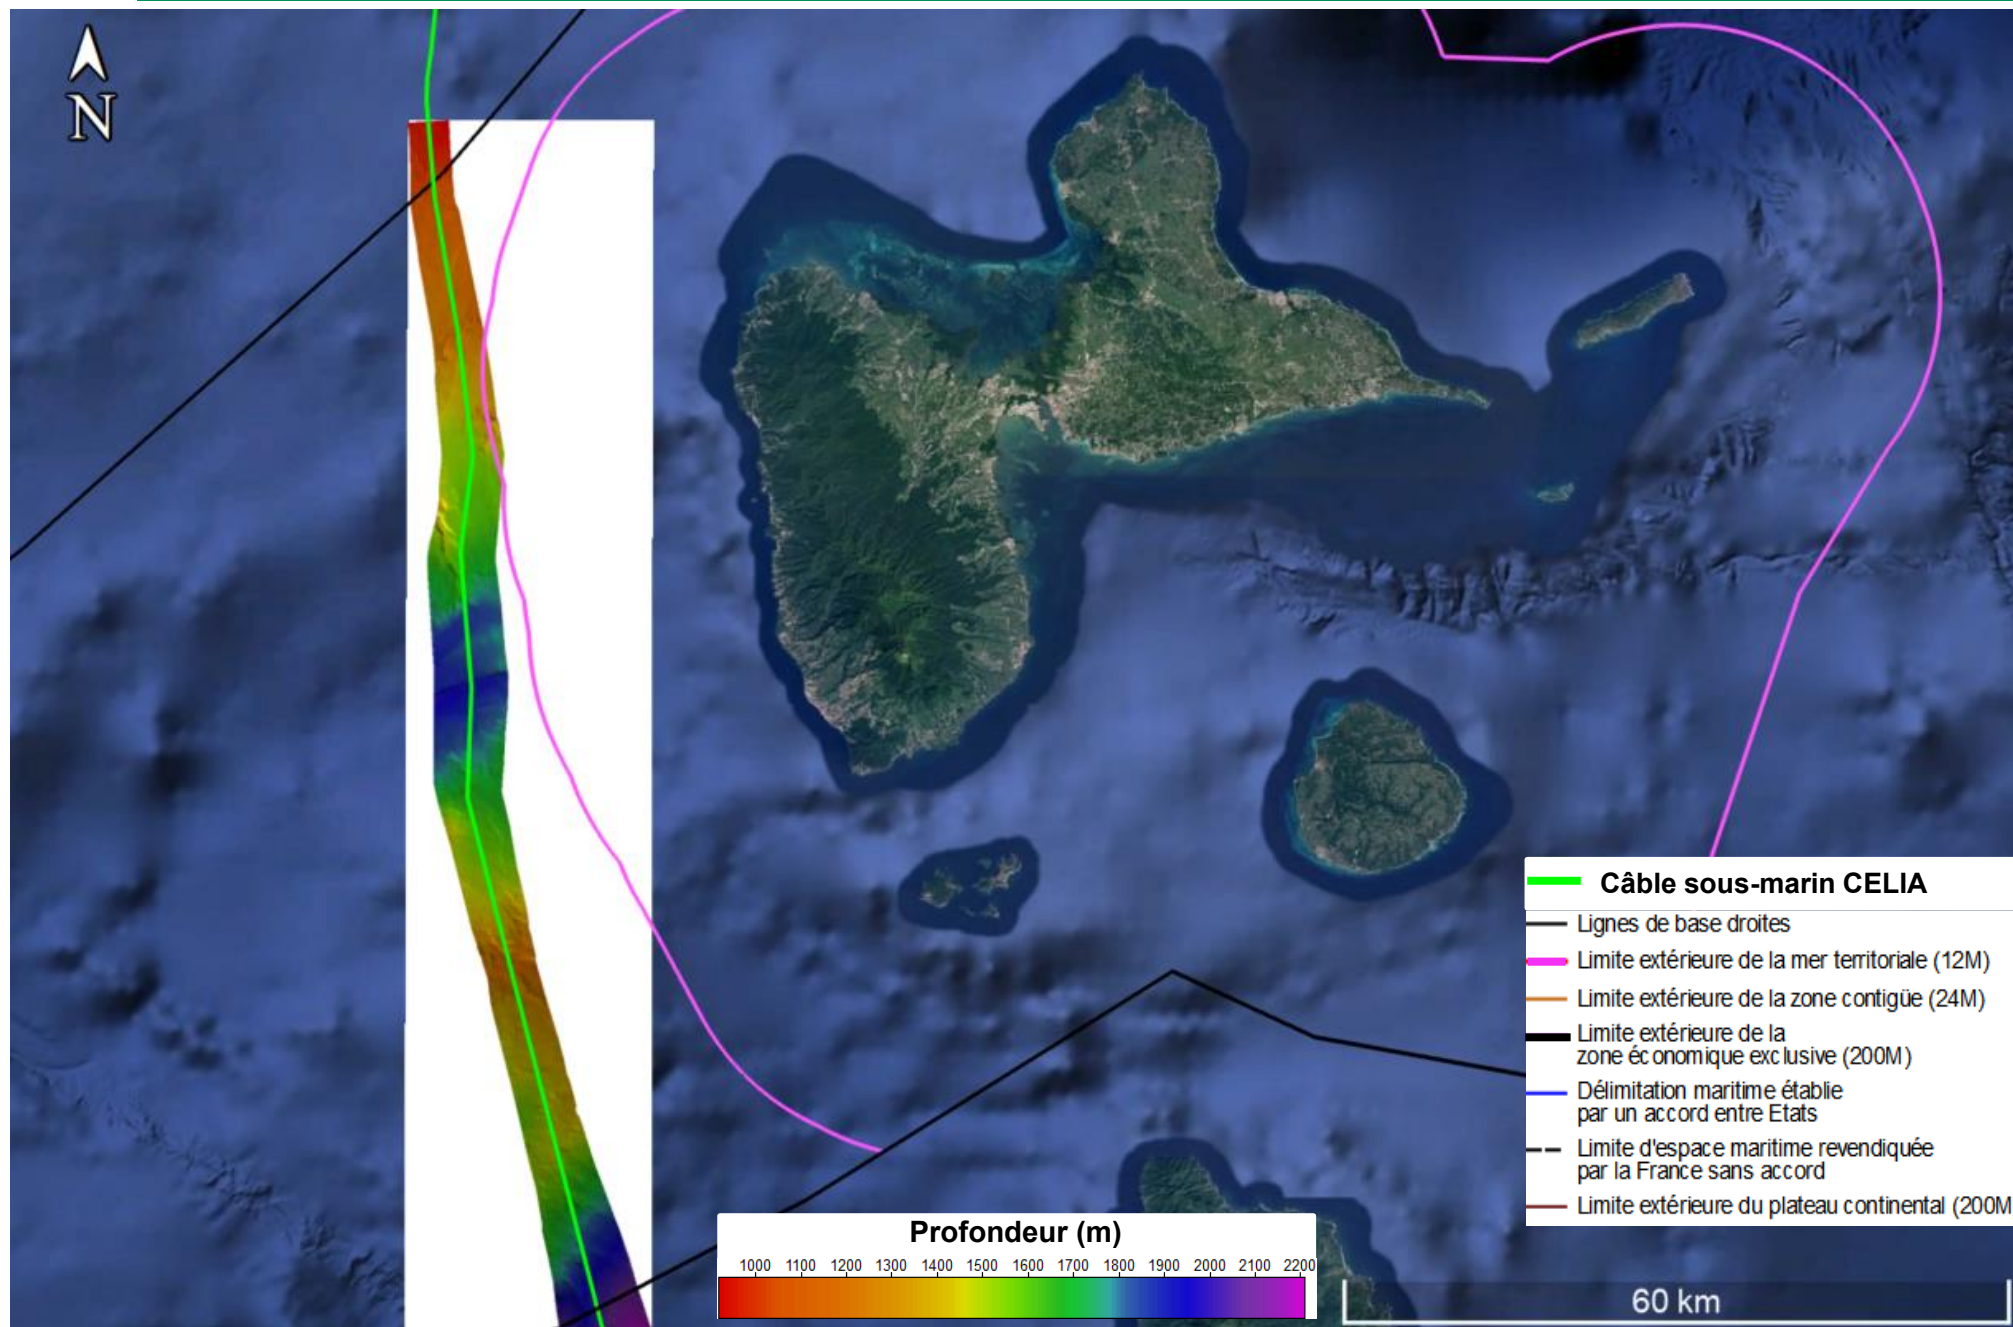 N
Câble sous-marin CELIA
Lignes de base droites
Limite extérieure de la mer territoriale (12M)
Limite extérieure de la zone contigüe (24M)
Limite extérieure de la
zone économique exclusive (200M)
Délimitation maritime établie
par un accord entre Etats
Limite d'espace maritime revendiquée
par la France sans accord
Limite extérieure du plateau continental (200M
Profondeur (m)
1000 1100 1200 1300 1400 1500 1600 1700 1800 1900 2000 2100 2200
60 km